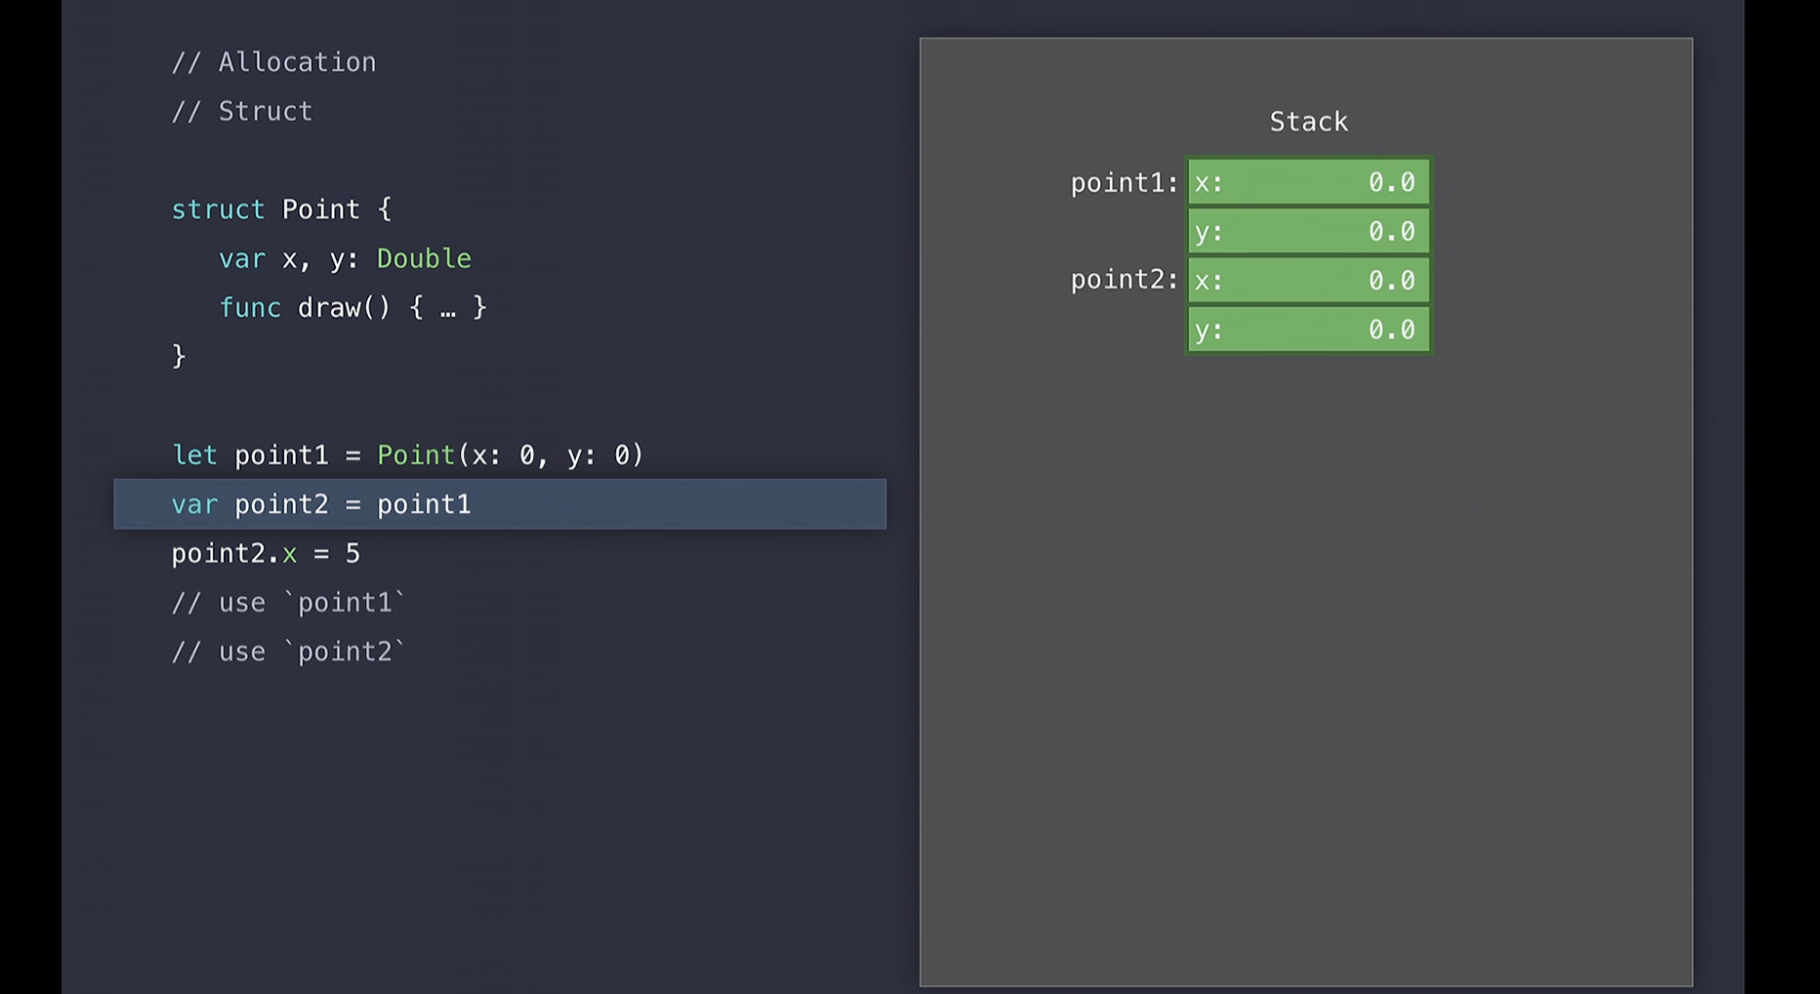 // Allocation
// Struct
struct Point {
var x, y: Double
func draw() { … }
}
let point1 = Point(x: 0, y: 0)
var point2 = point1
point2.x = 5
// use `point1`
// use `point2`
Stack
point1: x: 0.0
y: 0.0
point2: x: 0.0
y: 0.0